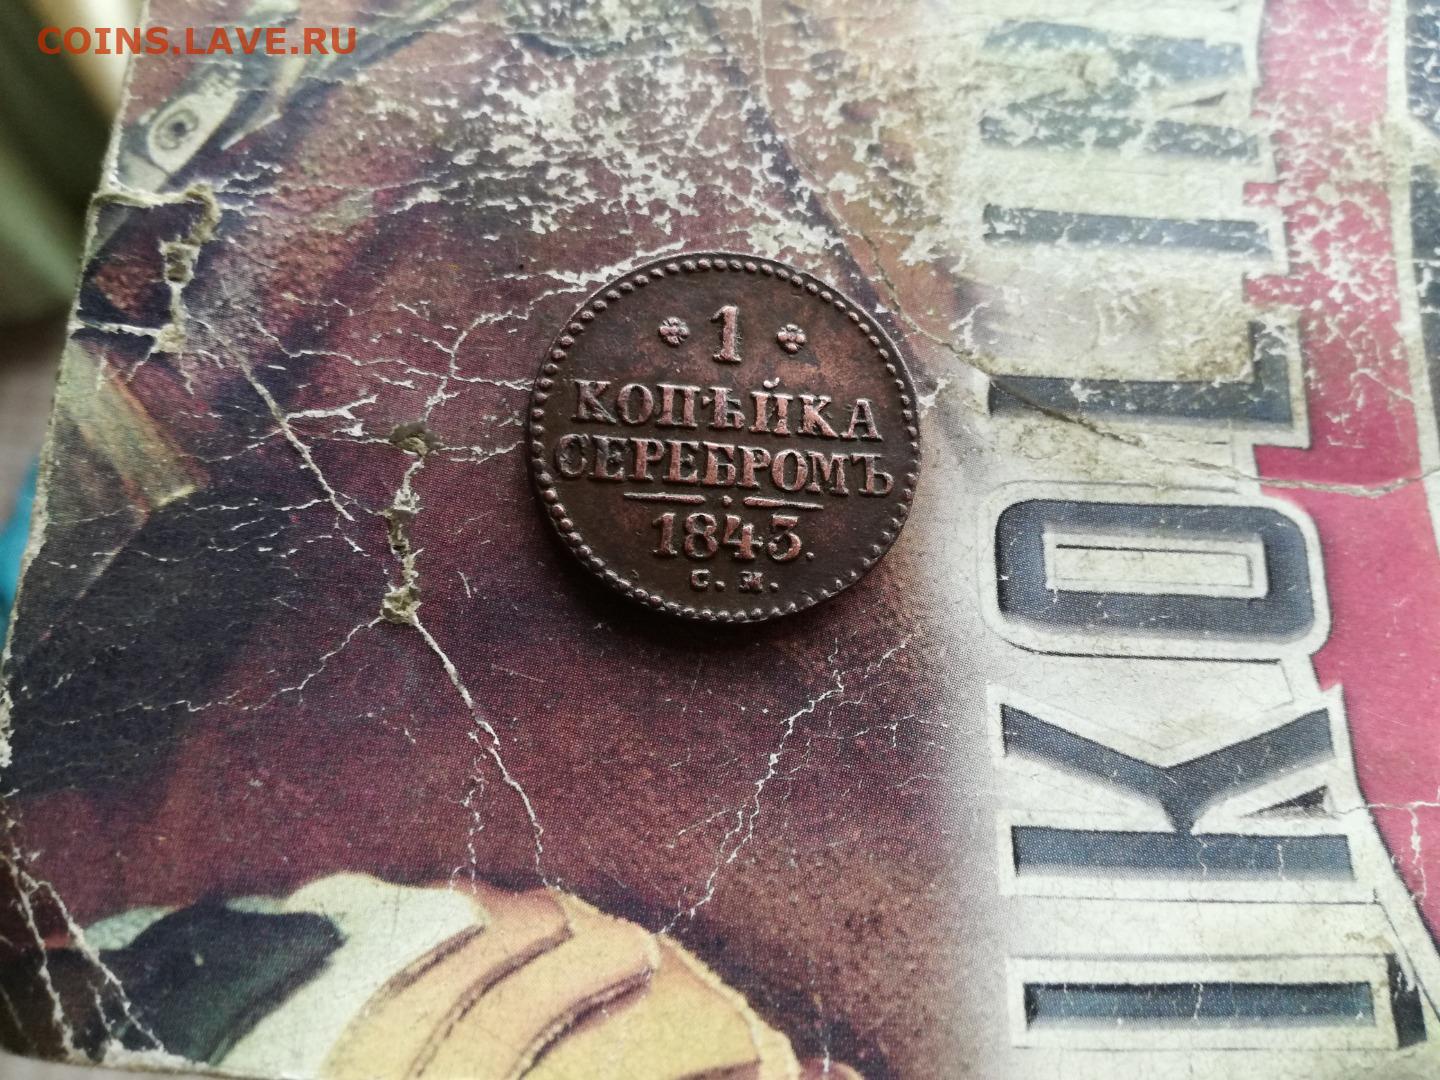 COINS.LAVE.RU
1
КОПѢЙКА
СЕРЕБРОМЪ
1843.
С. М.